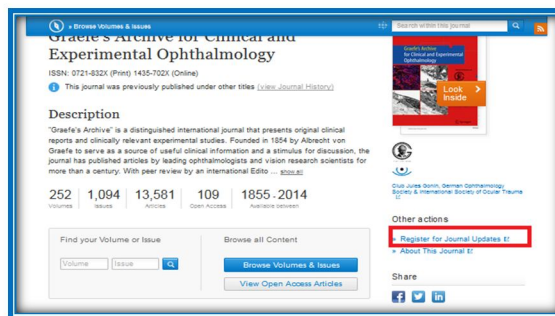 » Browse Volumes & Issues
Search within this journal
Graefe's Archive for Clinical and
Experimental Ophthalmology
ISSN: 0721-832X (Print) 1435-702X (Online)
This journal was previously published under other titles (view Journal History)
Description
"Graefe's Archive" is a distinguished international journal that presents original clinical
reports and clinically relevant experimental studies. Founded in 1854 by Albrecht von
Graefe to serve as a source of useful clinical information and a stimulus for discussion, the
journal has published articles by leading ophthalmologists and vision research scientists for
more than a century. With peer review by an international Edito ... show all
252 1,094 13,581 109 1855 - 2014
Volumes Issues Articles Open Access Available between
Find your Volume or Issue
Volume Issue
Browse all Content
Browse Volumes & Issues
View Open Access Articles
Graefe's Archive
for Clinical and Experimental
Ophthalmology
Look
Inside
Club Jules Gonin, German Ophthalmology
Society & International Society of Ocular Trauma
Other actions
» Register for Journal Updates
» About This Journal
Share